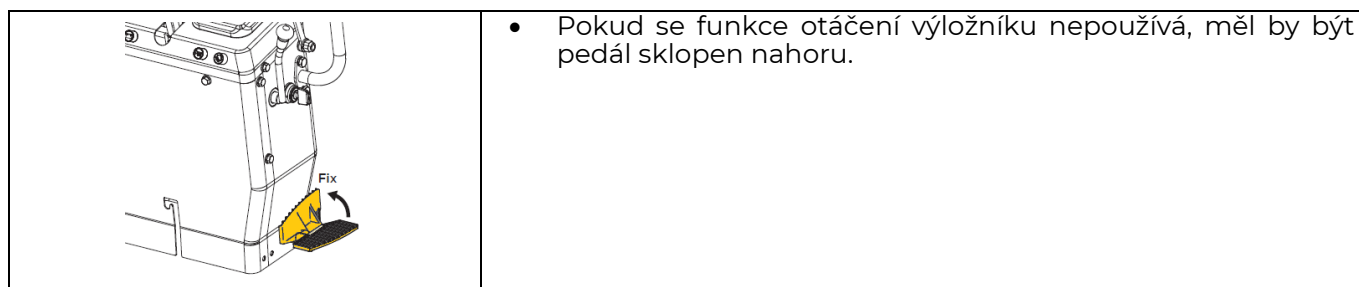 • Pokud se funkce otáčení výložníku nepoužívá, měl by být
pedál sklopen nahoru.
Fix